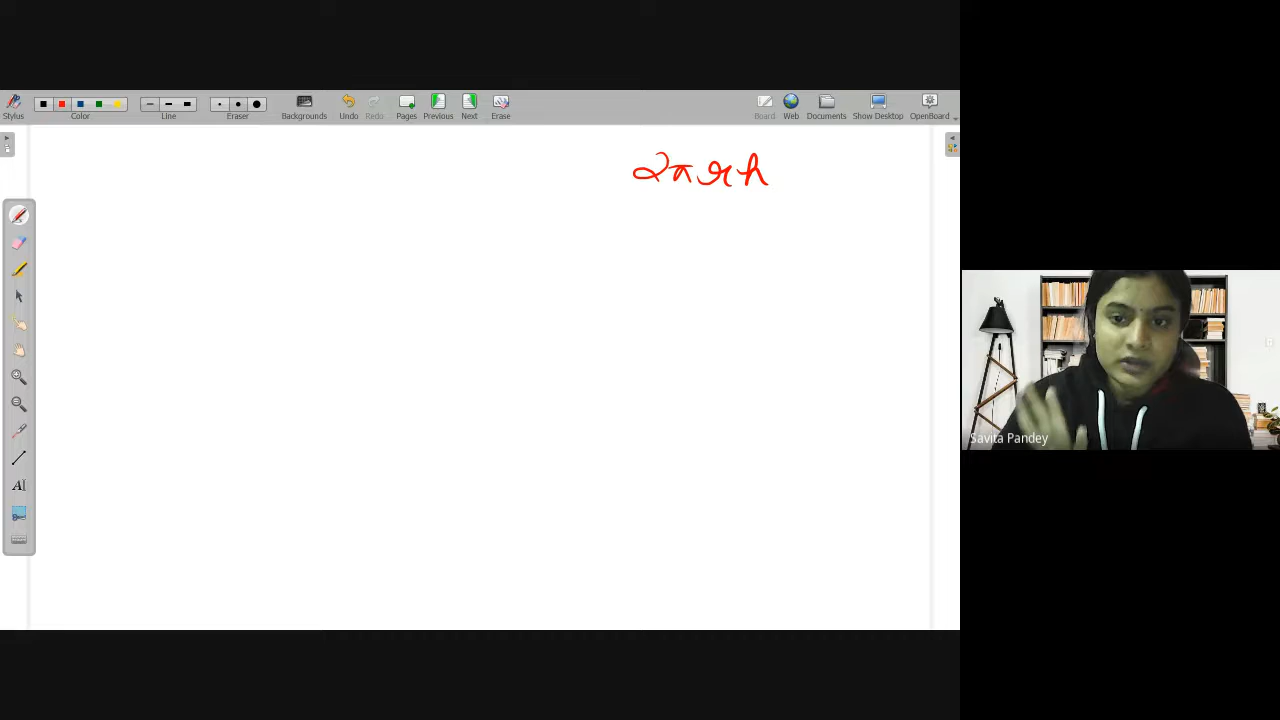 Stylus
Color
Line
Eraser
Backgrounds
Undo
Redo
Pages
Previous
Next
Erase
Board
Web
Documents
Show Desktop
OpenBoard
2πrh
Savita Pandey